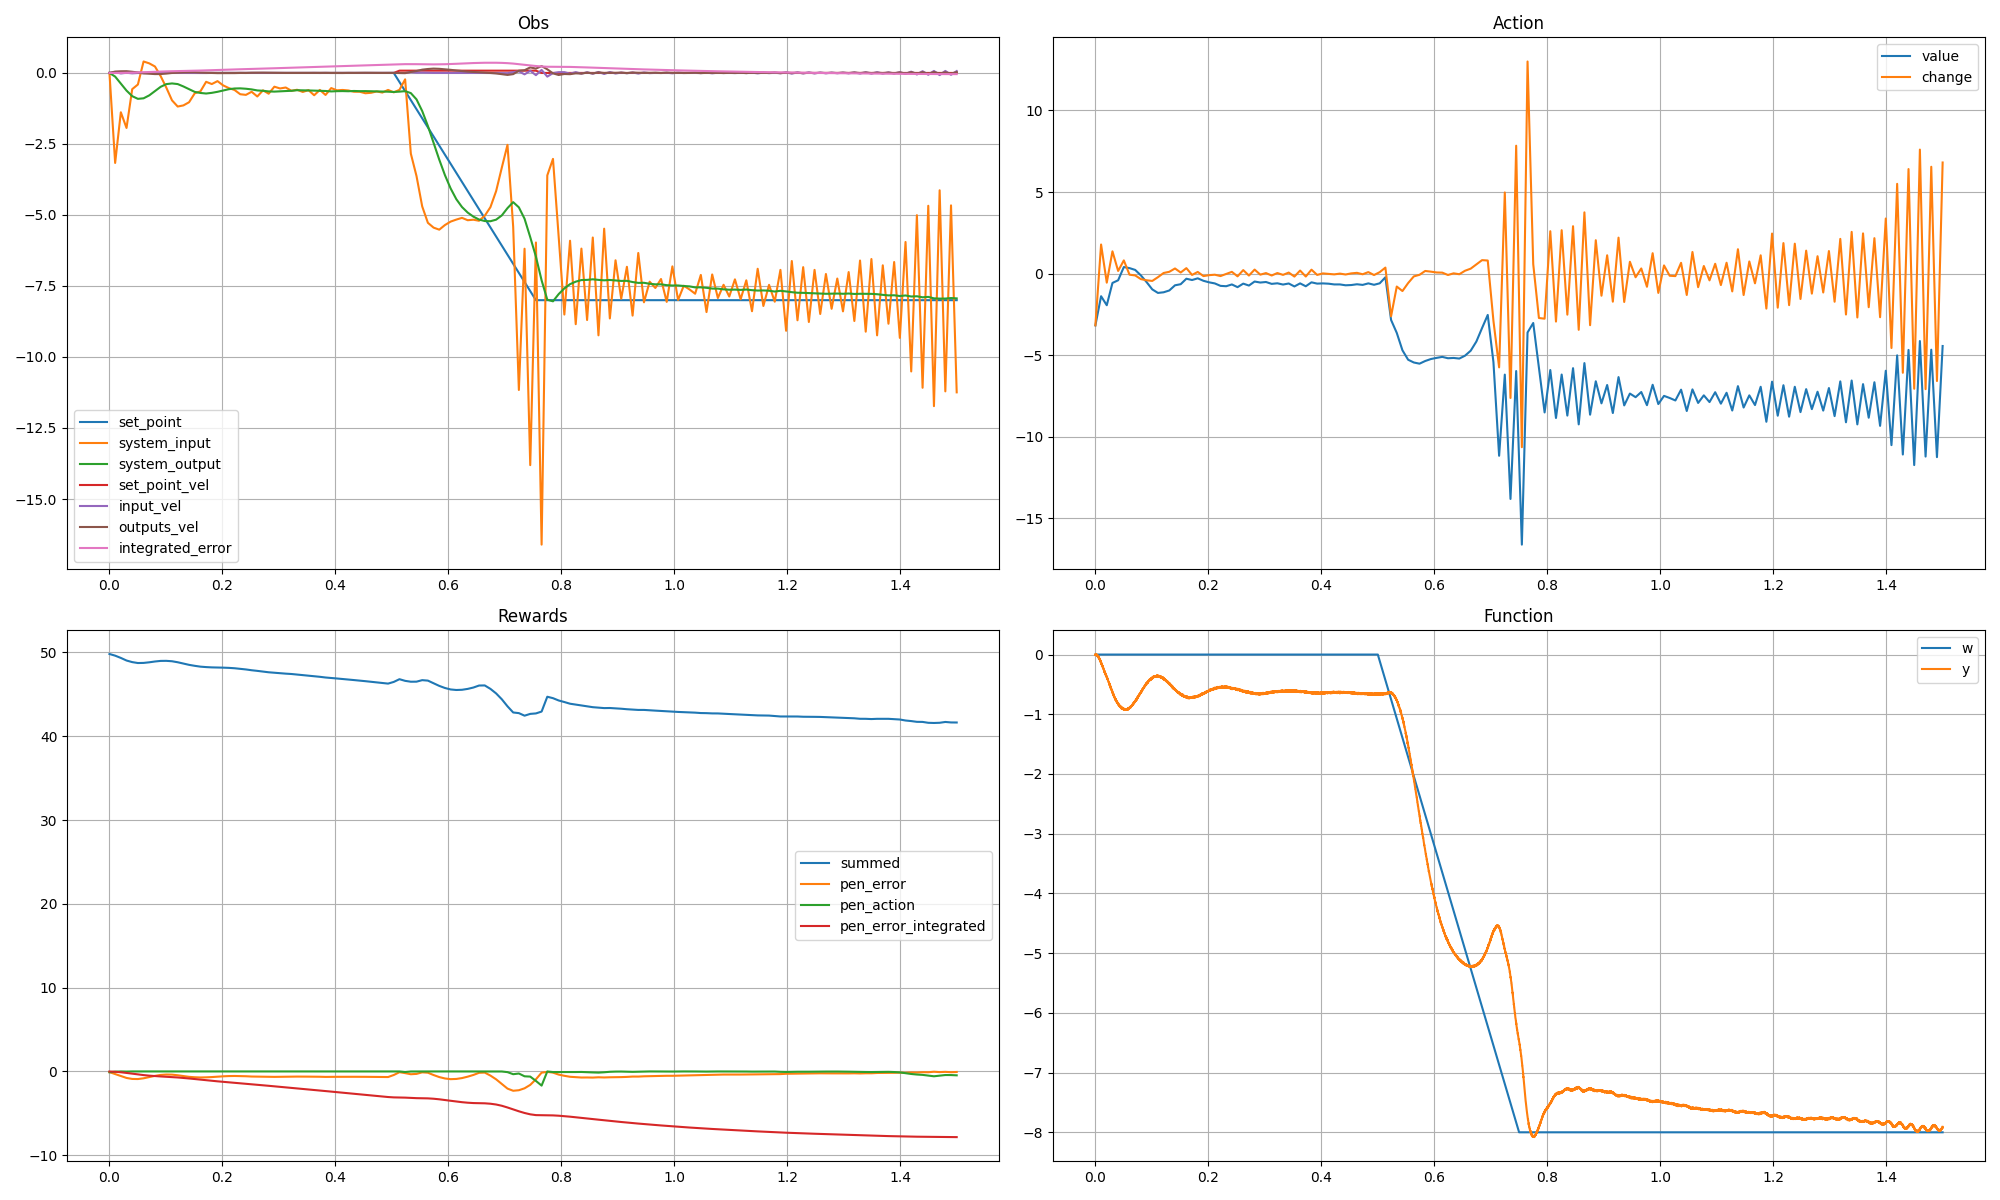 Obs
0.0
−2.5
−5.0
−7.5
−10.0
−12.5
−15.0
set_point
system_input
system_output
set_point_vel
input_vel
outputs_vel
integrated_error
0.0 0.2 0.4 0.6 0.8 1.0 1.2 1.4
Action
10
5
0
−5
−10
−15
value
change
0.0 0.2 0.4 0.6 0.8 1.0 1.2 1.4
Rewards
50
40
30
20
10
0
−10
summed
pen_error
pen_action
pen_error_integrated
0.0 0.2 0.4 0.6 0.8 1.0 1.2 1.4
Function
0
−1
−2
−3
−4
−5
−6
−7
−8
w
y
0.0 0.2 0.4 0.6 0.8 1.0 1.2 1.4